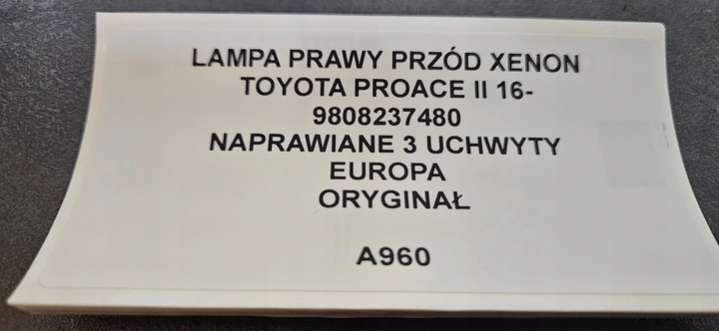 LAMPA PRAWY PRZÓD XENON
TOYOTA PROACE II 16-
9808237480
NAPRAWIANE 3 UCHWYTY
EUROPA
ORYGINAŁ
A960